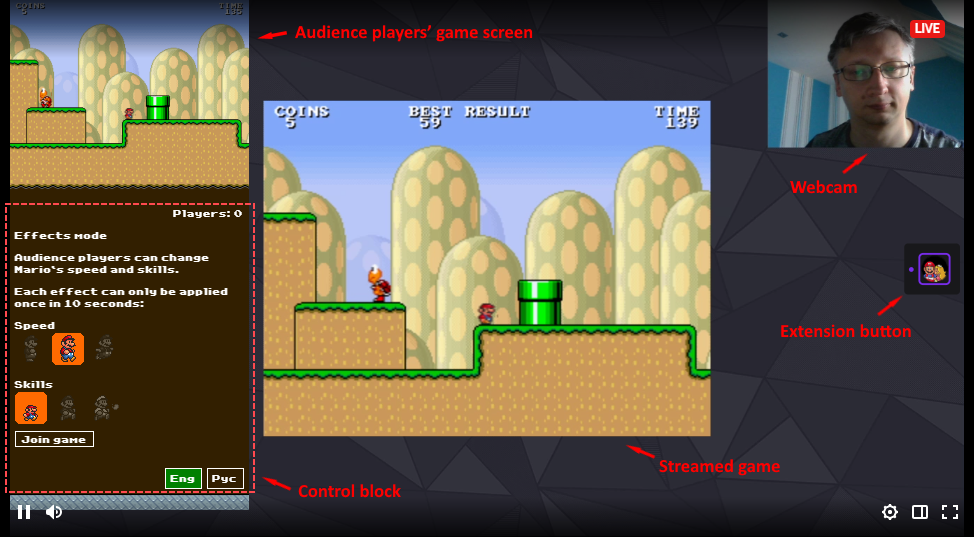 COINS
5
TIME
135
Audience players' game screen
LIVE
COINS
5
BEST RESULT
59
TIME
139
Webcam
Players: 0
Effects mode
Audience players can change
Mario's speed and skills.
Each effect can only be applied
once in 10 seconds:
Speed
Skills
Join game
Eng
Рус
Extension button
Streamed game
Control block